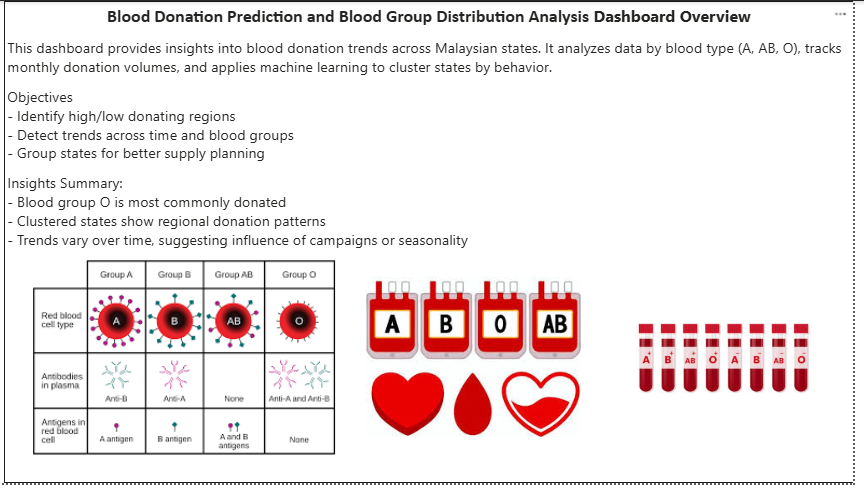 Blood Donation Prediction and Blood Group Distribution Analysis Dashboard Overview
This dashboard provides insights into blood donation trends across Malaysian states. It analyzes data by blood type (A, AB, O), tracks
monthly donation volumes, and applies machine learning to cluster states by behavior.
Objectives
- Identify high/low donating regions
- Detect trends across time and blood groups
- Group states for better supply planning
Insights Summary:
- Blood group O is most commonly donated
- Clustered states show regional donation patterns
- Trends vary over time, suggesting influence of campaigns or seasonality
Group A Group B Group AB Group O
Red blood
cell type
A B AB O
Antibodies
in plasma
Anti-B Anti-A None Anti-A and Anti-B
Antigens in
red blood
cell
A antigen B antigen A and B
antigens
None
A B O AB
A+ B+ AB+ O+ A- B- AB- O-